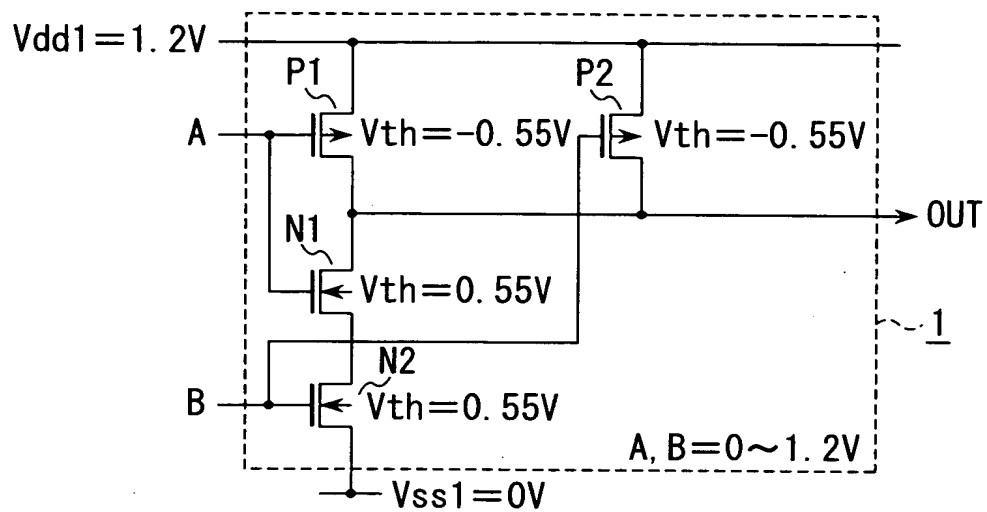 Vdd1=1.2V
P1
P2
A
Vth=-0.55V
Vth=-0.55V
OUT
N1
Vth=0.55V
1
N2
B
Vth=0.55V
A, B=0～1.2V
Vss1=0V